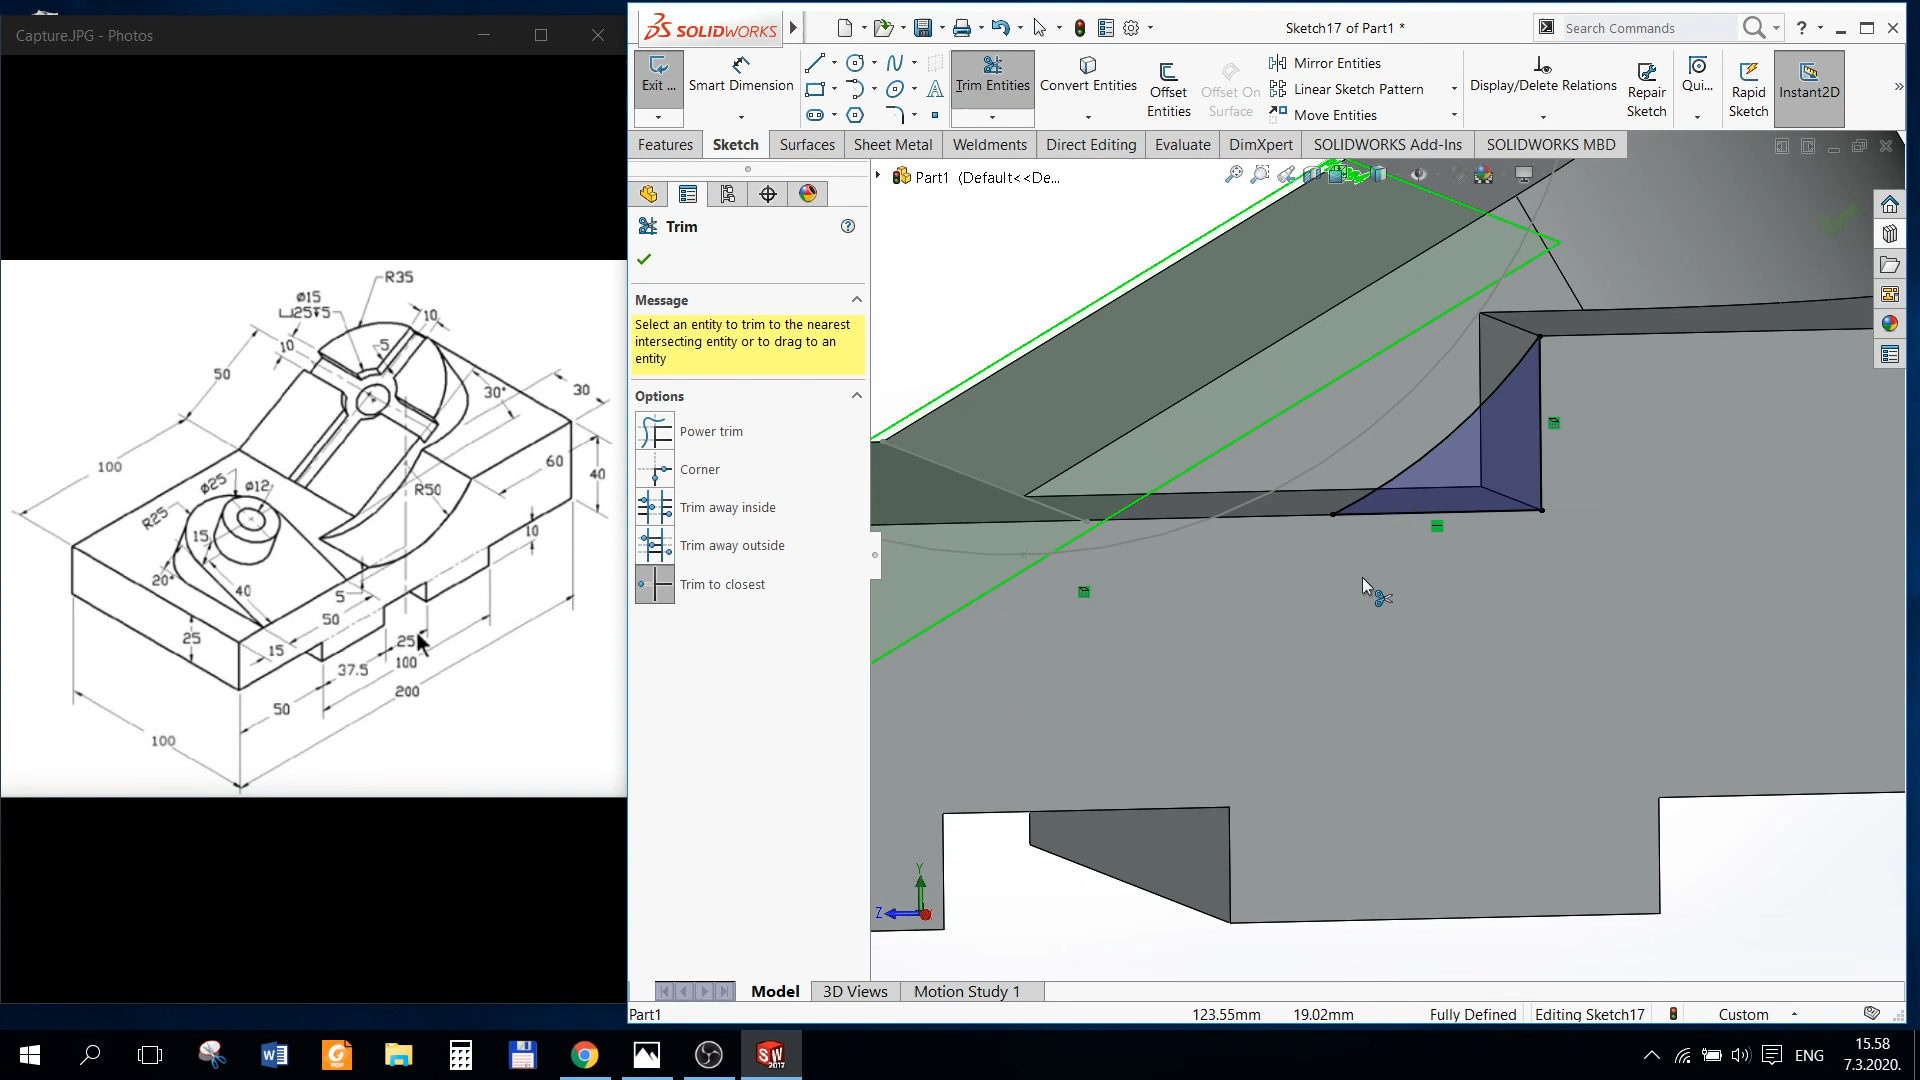 Capture.JPG - Photos
SOLIDWORKS
Sketch17 of Part1 *
Search Commands
?
Exit ...
Smart Dimension
Trim Entities
Convert Entities
Offset
Entities
Offset On
Surface
Mirror Entities
Linear Sketch Pattern
Move Entities
Display/Delete Relations
Repair
Sketch
Qui...
Rapid
Sketch
Instant2D
Features
Sketch
Surfaces
Sheet Metal
Weldments
Direct Editing
Evaluate
DimXpert
SOLIDWORKS Add-Ins
SOLIDWORKS MBD
Part1 (Default<<De...
Trim
Message
Select an entity to trim to the nearest
intersecting entity or to drag to an
entity
Options
Power trim
Corner
Trim away inside
Trim away outside
Trim to closest
R35
ø15
⌴25↧5
10
10
5
50
30°
30
100
60
40
ø25
ø12
R50
R25
15
10
20°
40
5
50
25
15
25
37.5
100
200
50
100
Y
Z
Model
3D Views
Motion Study 1
Part1
123.55mm
19.02mm
Fully Defined
Editing Sketch17
Custom
ENG
15.58
7.3.2020.